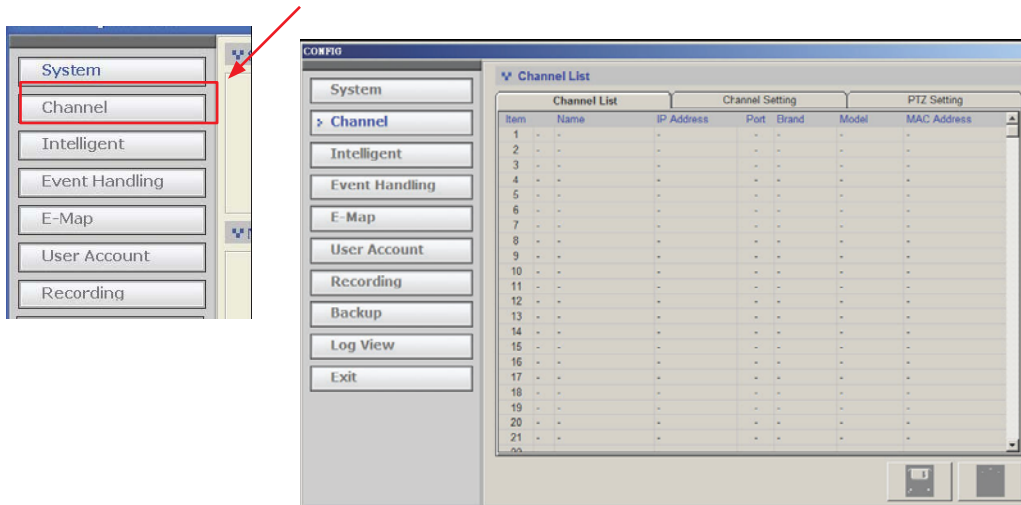 System
Channel
Intelligent
Event Handling
E-Map
User Account
Recording
CONFIG
System
Channel
Intelligent
Event Handling
E-Map
User Account
Recording
Backup
Log View
Exit
Channel List
Channel List Channel Setting PTZ Setting
Item Name IP Address Port Brand Model MAC Address
1 - - - - - - -
2 - - - - - - -
3 - - - - - - -
4 - - - - - - -
5 - - - - - - -
6 - - - - - - -
7 - - - - - - -
8 - - - - - - -
9 - - - - - - -
10 - - - - - - -
11 - - - - - - -
12 - - - - - - -
13 - - - - - - -
14 - - - - - - -
15 - - - - - - -
16 - - - - - - -
17 - - - - - - -
18 - - - - - - -
19 - - - - - - -
20 - - - - - - -
21 - - - - - - -